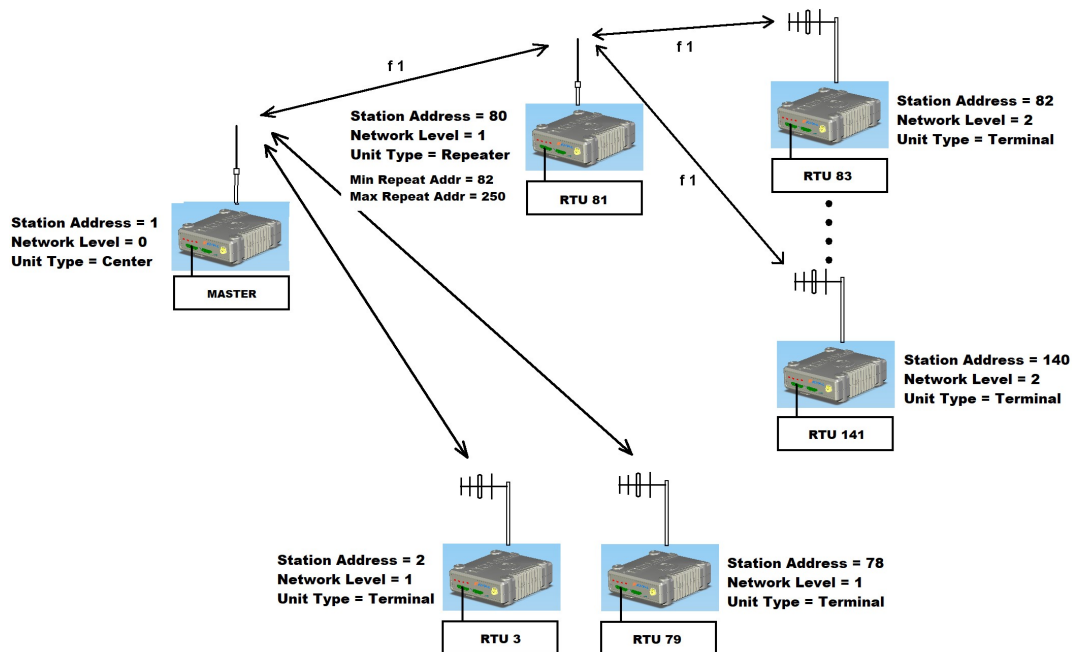 f 1
f 1
f 1
Station Address = 80
Network Level = 1
Unit Type = Repeater
Min Repeat Addr = 82
Max Repeat Addr = 250
RTU 81
Station Address = 82
Network Level = 2
Unit Type = Terminal
RTU 83
Station Address = 1
Network Level = 0
Unit Type = Center
MASTER
Station Address = 140
Network Level = 2
Unit Type = Terminal
RTU 141
Station Address = 2
Network Level = 1
Unit Type = Terminal
RTU 3
Station Address = 78
Network Level = 1
Unit Type = Terminal
RTU 79